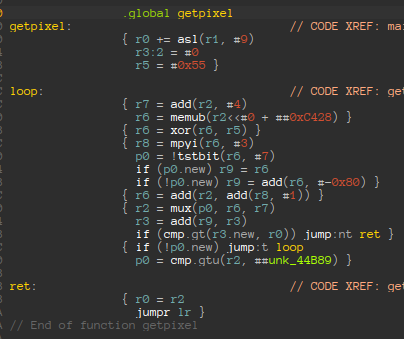 .global getpixel
getpixel: // CODE XREF: mai
{ r0 += asl(r1, #9)
r3:2 = #0
r5 = #0x55 }
loop: // CODE XREF: get
{ r7 = add(r2, #4)
r6 = memub(r2<<#0 + ##0xC428) }
{ r6 = xor(r6, r5) }
{ r8 = mpyi(r6, #3)
p0 = !tstbit(r6, #7)
if (p0.new) r9 = r6
if (!p0.new) r9 = add(r6, #-0x80) }
{ r6 = add(r2, add(r8, #1)) }
{ r2 = mux(p0, r6, r7)
r3 = add(r9, r3)
if (cmp.gt(r3.new, r0)) jump:nt ret }
{ if (!p0.new) jump:t loop
p0 = cmp.gtu(r2, ##unk_44B89) }
ret: // CODE XREF: get
{ r0 = r2
jumpr lr }
// End of function getpixel